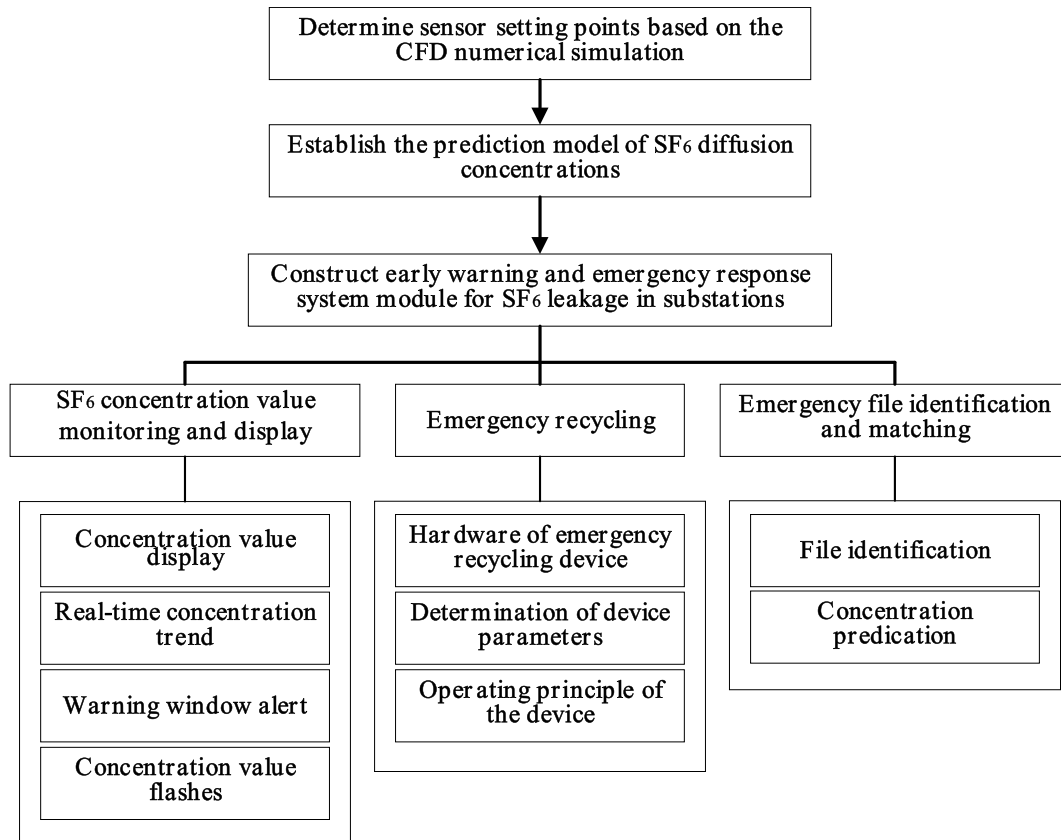 Determine sensor setting points based on the
CFD numerical simulation
Establish the prediction model of SF6 diffusion
concentrations
Construct early warning and emergency response
system module for SF6 leakage in substations
SF6 concentration value
monitoring and display
Emergency recycling
Emergency file identification
and matching
Concentration value
display
Real-time concentration
trend
Warning window alert
Concentration value
flashes
Hardware of emergency
recycling device
Determination of device
parameters
Operating principle of
the device
File identification
Concentration
predication